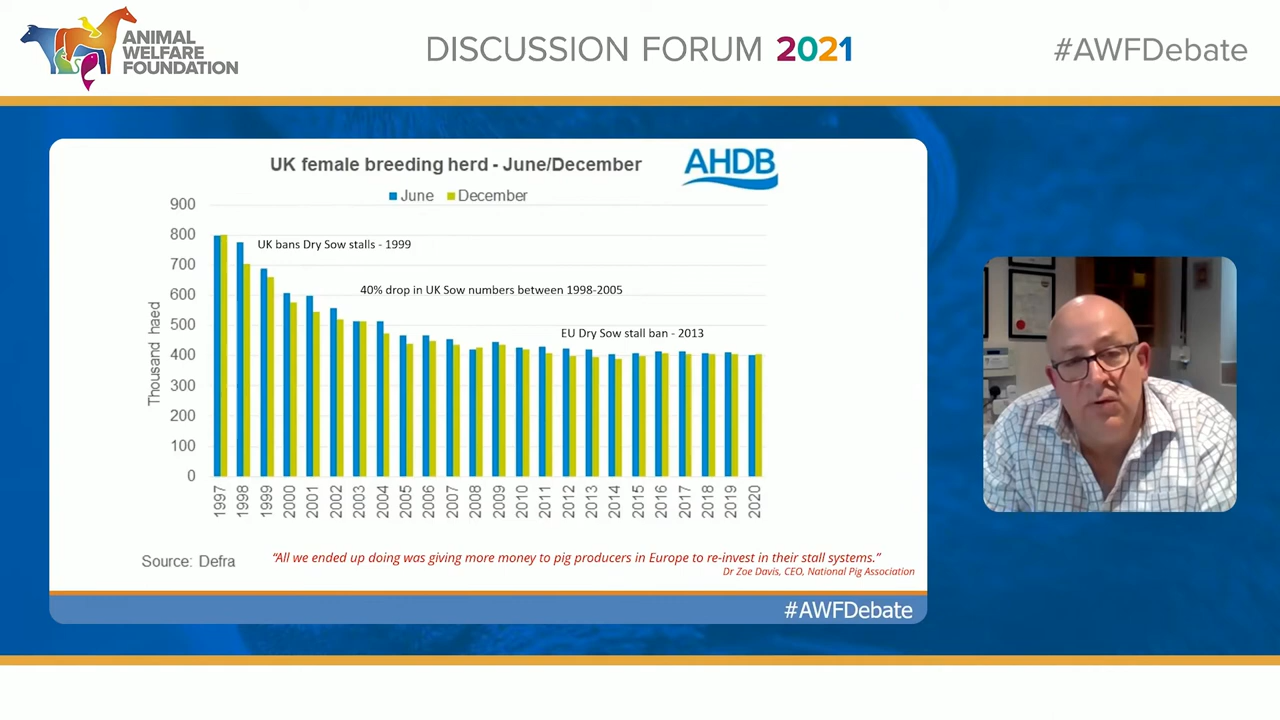 ANIMAL
WELFARE
FOUNDATION
DISCUSSION FORUM 2021
#AWFDebate
UK female breeding herd - June/December
AHDB
June
December
900
800
700
600
500
400
300
200
100
0
Thousand haed
UK bans Dry Sow stalls - 1999
40% drop in UK Sow numbers between 1998-2005
EU Dry Sow stall ban - 2013
1997
1998
1999
2000
2001
2002
2003
2004
2005
2006
2007
2008
2009
2010
2011
2012
2013
2014
2015
2016
2017
2018
2019
2020
Source: Defra
“All we ended up doing was giving more money to pig producers in Europe to re-invest in their stall systems.”
Dr Zoe Davis, CEO, National Pig Association
#AWFDebate